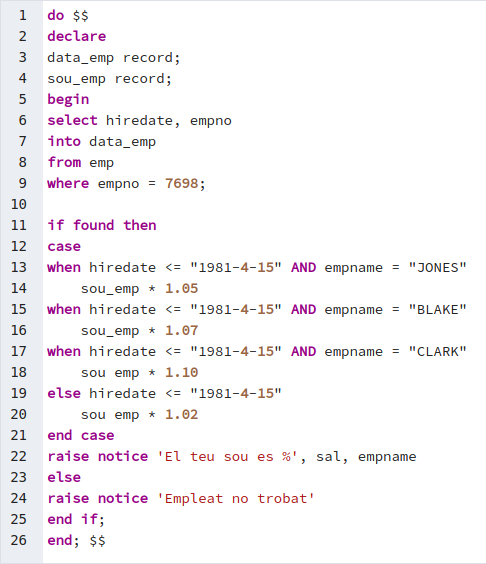 1 do $$
2 declare
3 data_emp record;
4 sou_emp record;
5 begin
6 select hiredate, empno
7 into data_emp
8 from emp
9 where empno = 7698;
10
11 if found then
12 case
13 when hiredate <= "1981-4-15" AND empname = "JONES"
14     sou_emp * 1.05
15 when hiredate <= "1981-4-15" AND empname = "BLAKE"
16     sou_emp * 1.07
17 when hiredate <= "1981-4-15" AND empname = "CLARK"
18     sou emp * 1.10
19 else hiredate <= "1981-4-15"
20     sou emp * 1.02
21 end case
22 raise notice 'El teu sou es %', sal, empname
23 else
24 raise notice 'Empleat no trobat'
25 end if;
26 end; $$